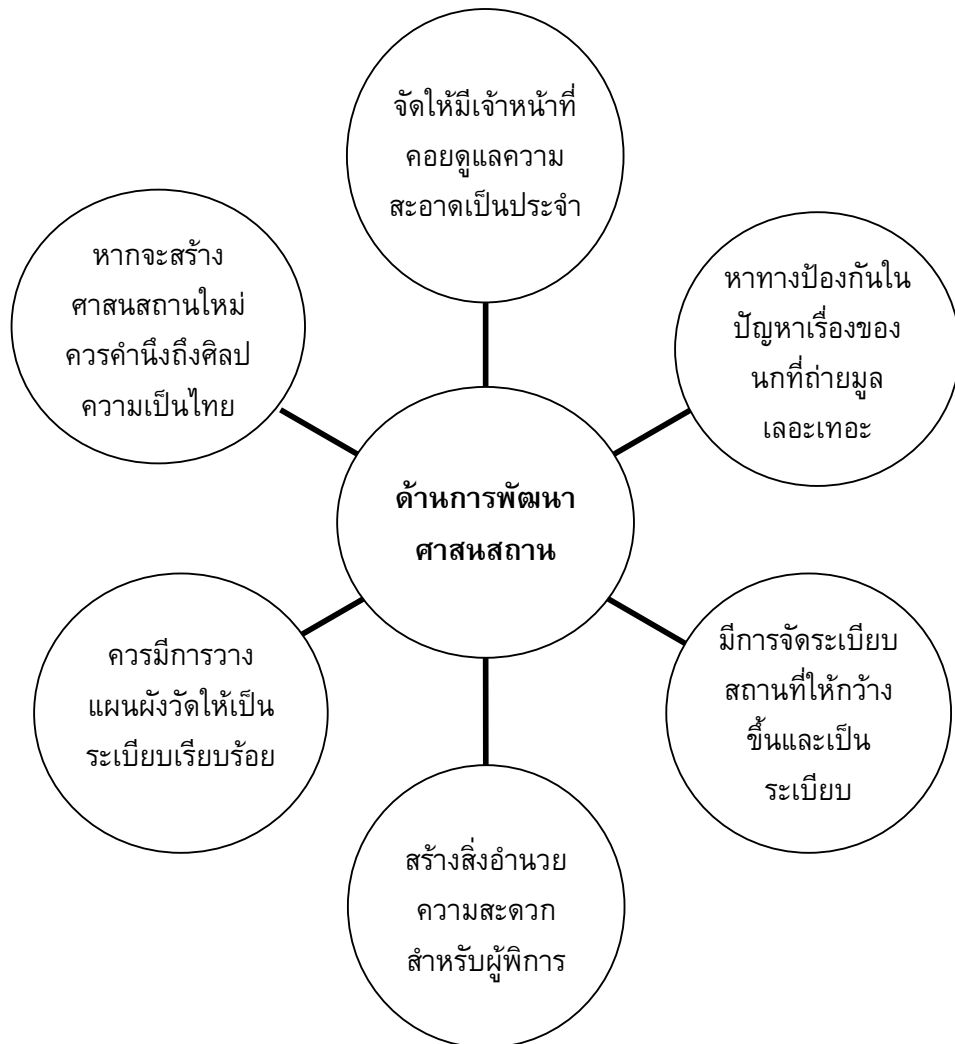 จัดให้มีเจ้าหน้าที่
คอยดูแลความ
สะอาดเป็นประจำ
หากจะสร้าง
ศาสนสถานใหม่
ควรคำนึงถึงศิลป
ความเป็นไทย
หาทางป้องกันใน
ปัญหาเรื่องของ
นกที่ถ่ายมูล
เลอะเทอะ
ด้านการพัฒนา
ศาสนสถาน
ควรมีการวาง
แผนผังวัดให้เป็น
ระเบียบเรียบร้อย
มีการจัดระเบียบ
สถานที่ให้กว้าง
ขึ้นและเป็น
ระเบียบ
สร้างสิ่งอำนวย
ความสะดวก
สำหรับผู้พิการ